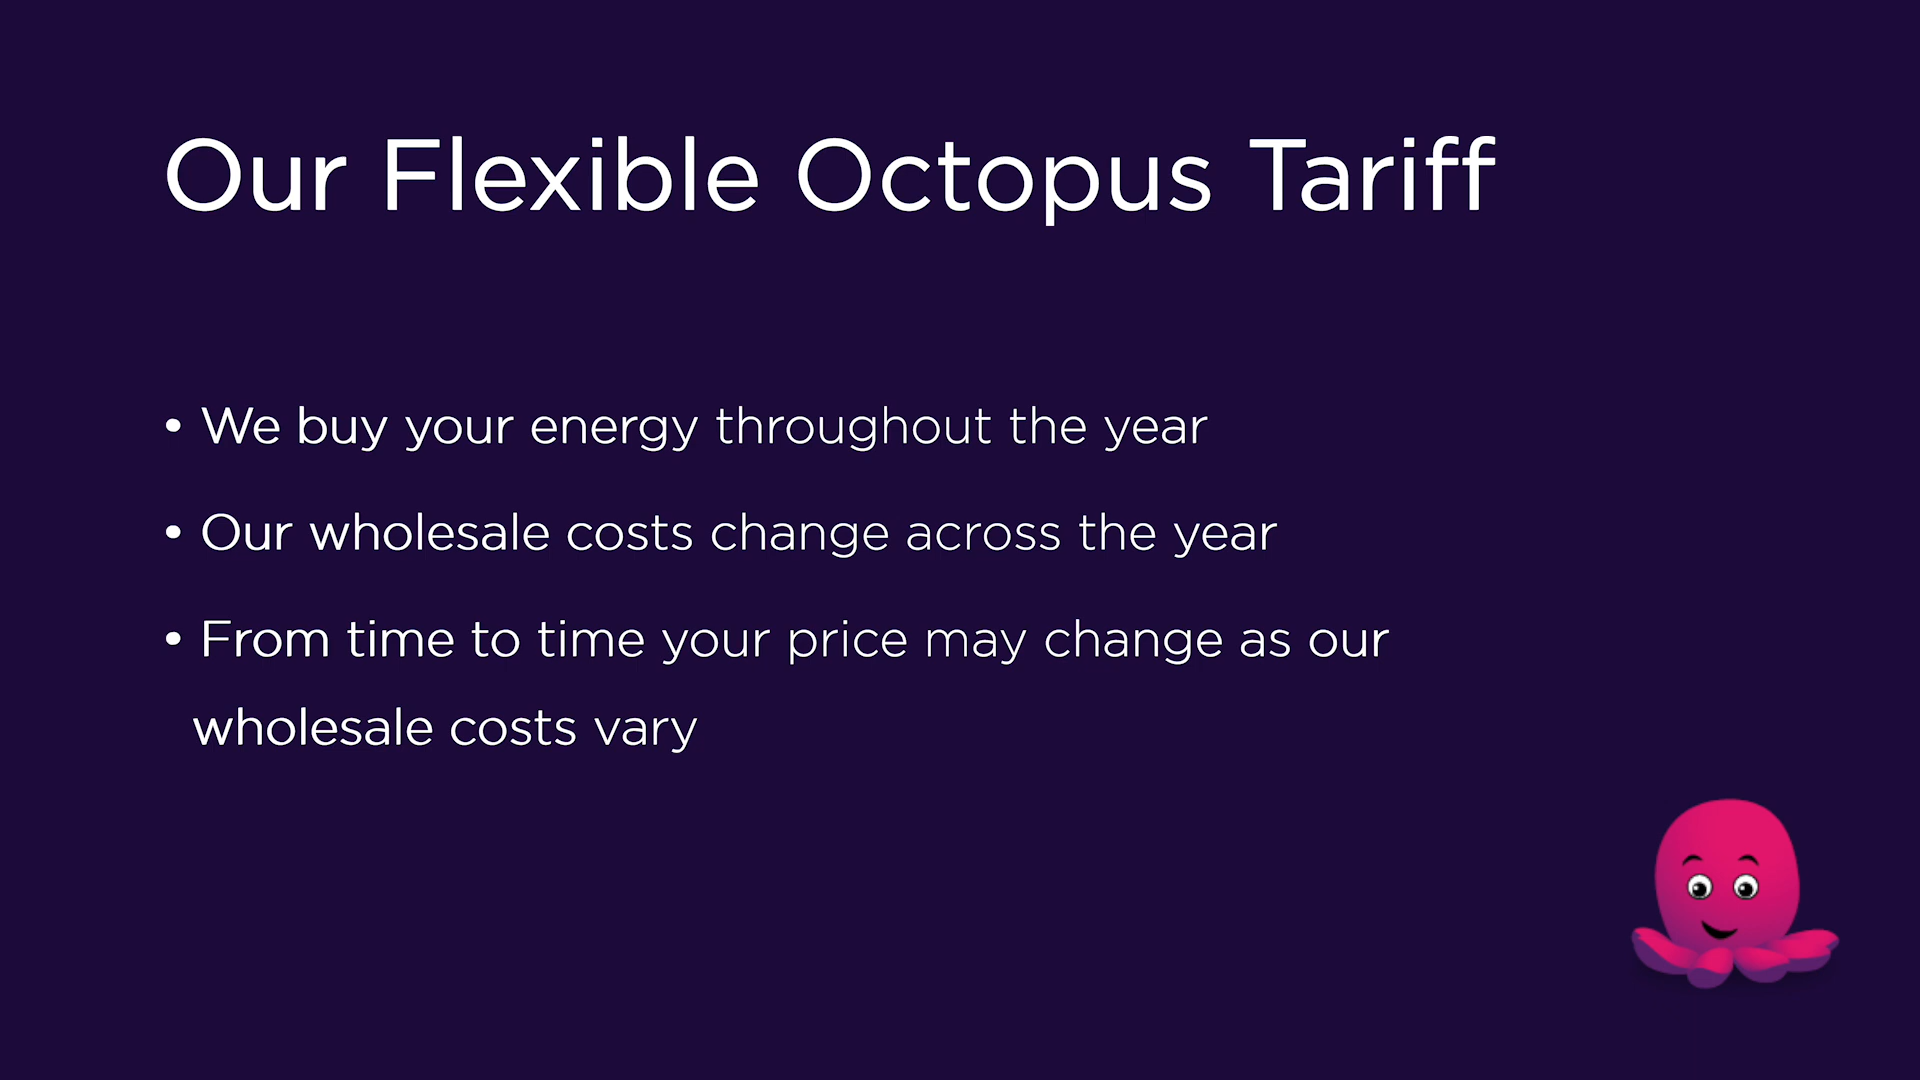 Our Flexible Octopus Tariff
• We buy your energy throughout the year
• Our wholesale costs change across the year
• From time to time your price may change as our
wholesale costs vary